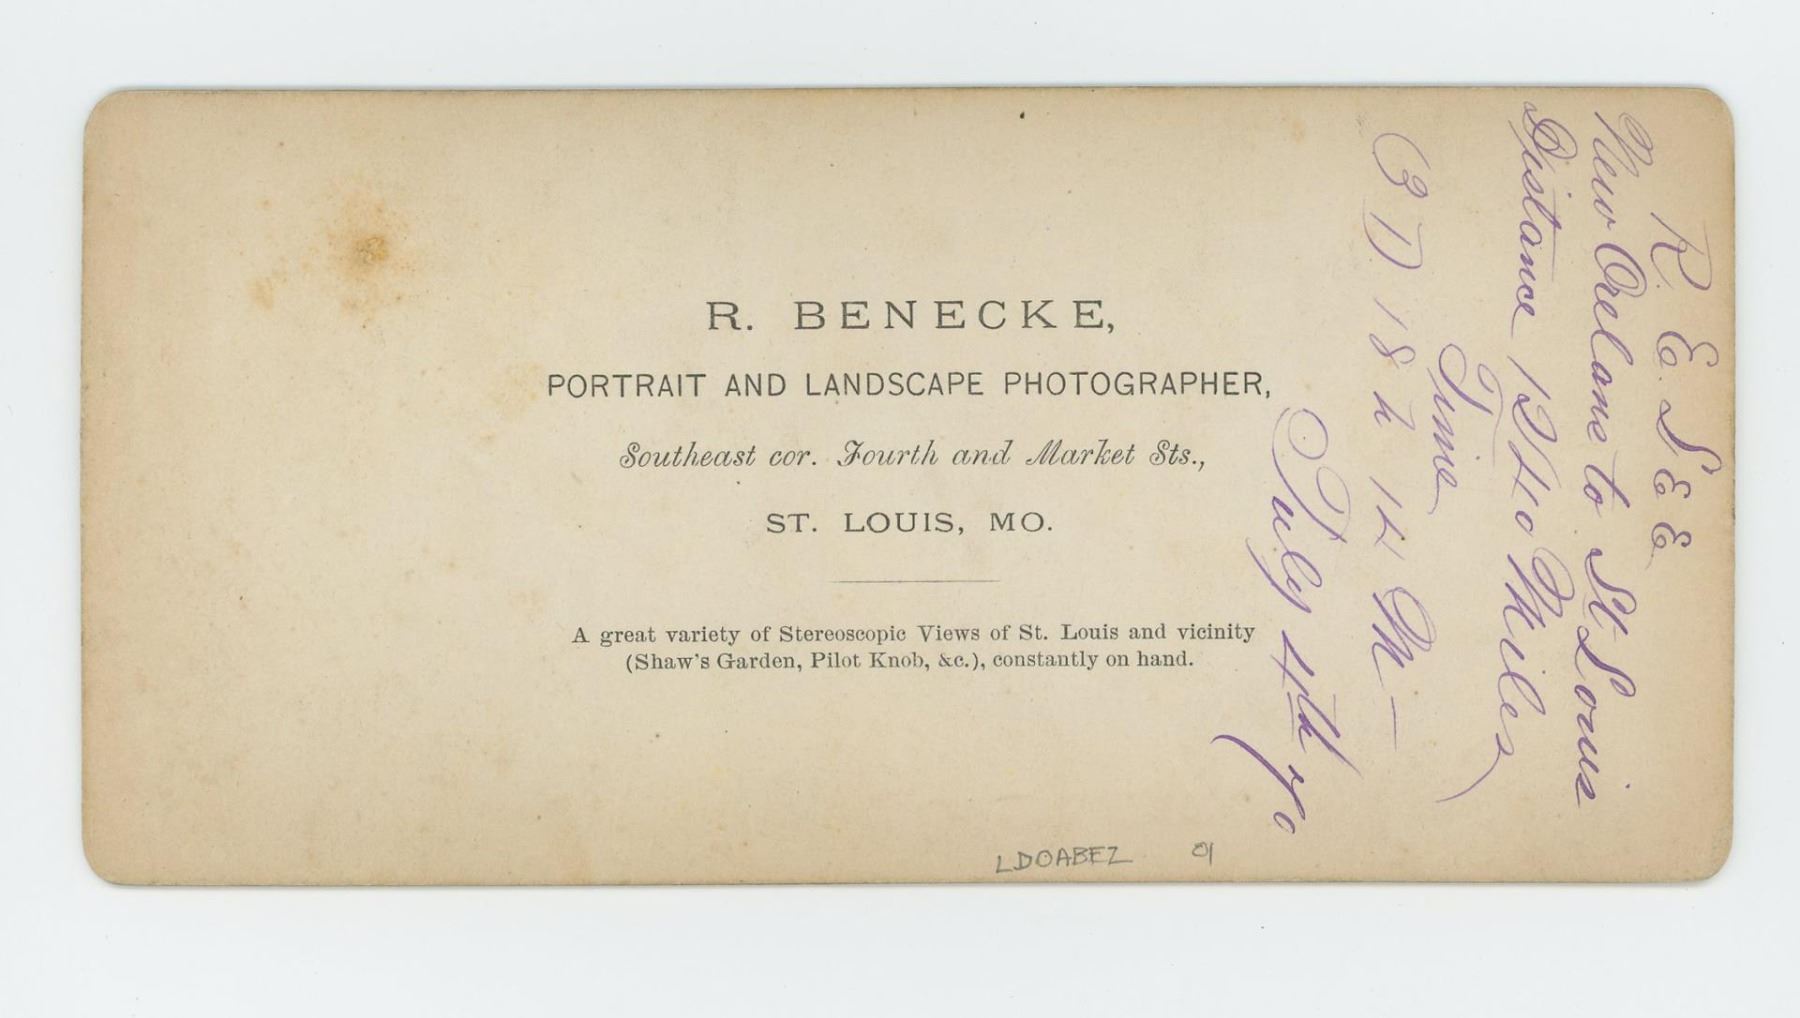 R. BENECKE,
PORTRAIT AND LANDSCAPE PHOTOGRAPHER,
Southeast cor. Fourth and Market Sts.,
ST. LOUIS, MO.
A great variety of Stereoscopic Views of St. Louis and vicinity
(Shaw's Garden, Pilot Knob, &c.), constantly on hand.
R. E. LEE
New Orelans to St Louis
Distance 1240 Miles
Time
3 D 18 h 14 M—
July 4th 70
LDOABEZ 01